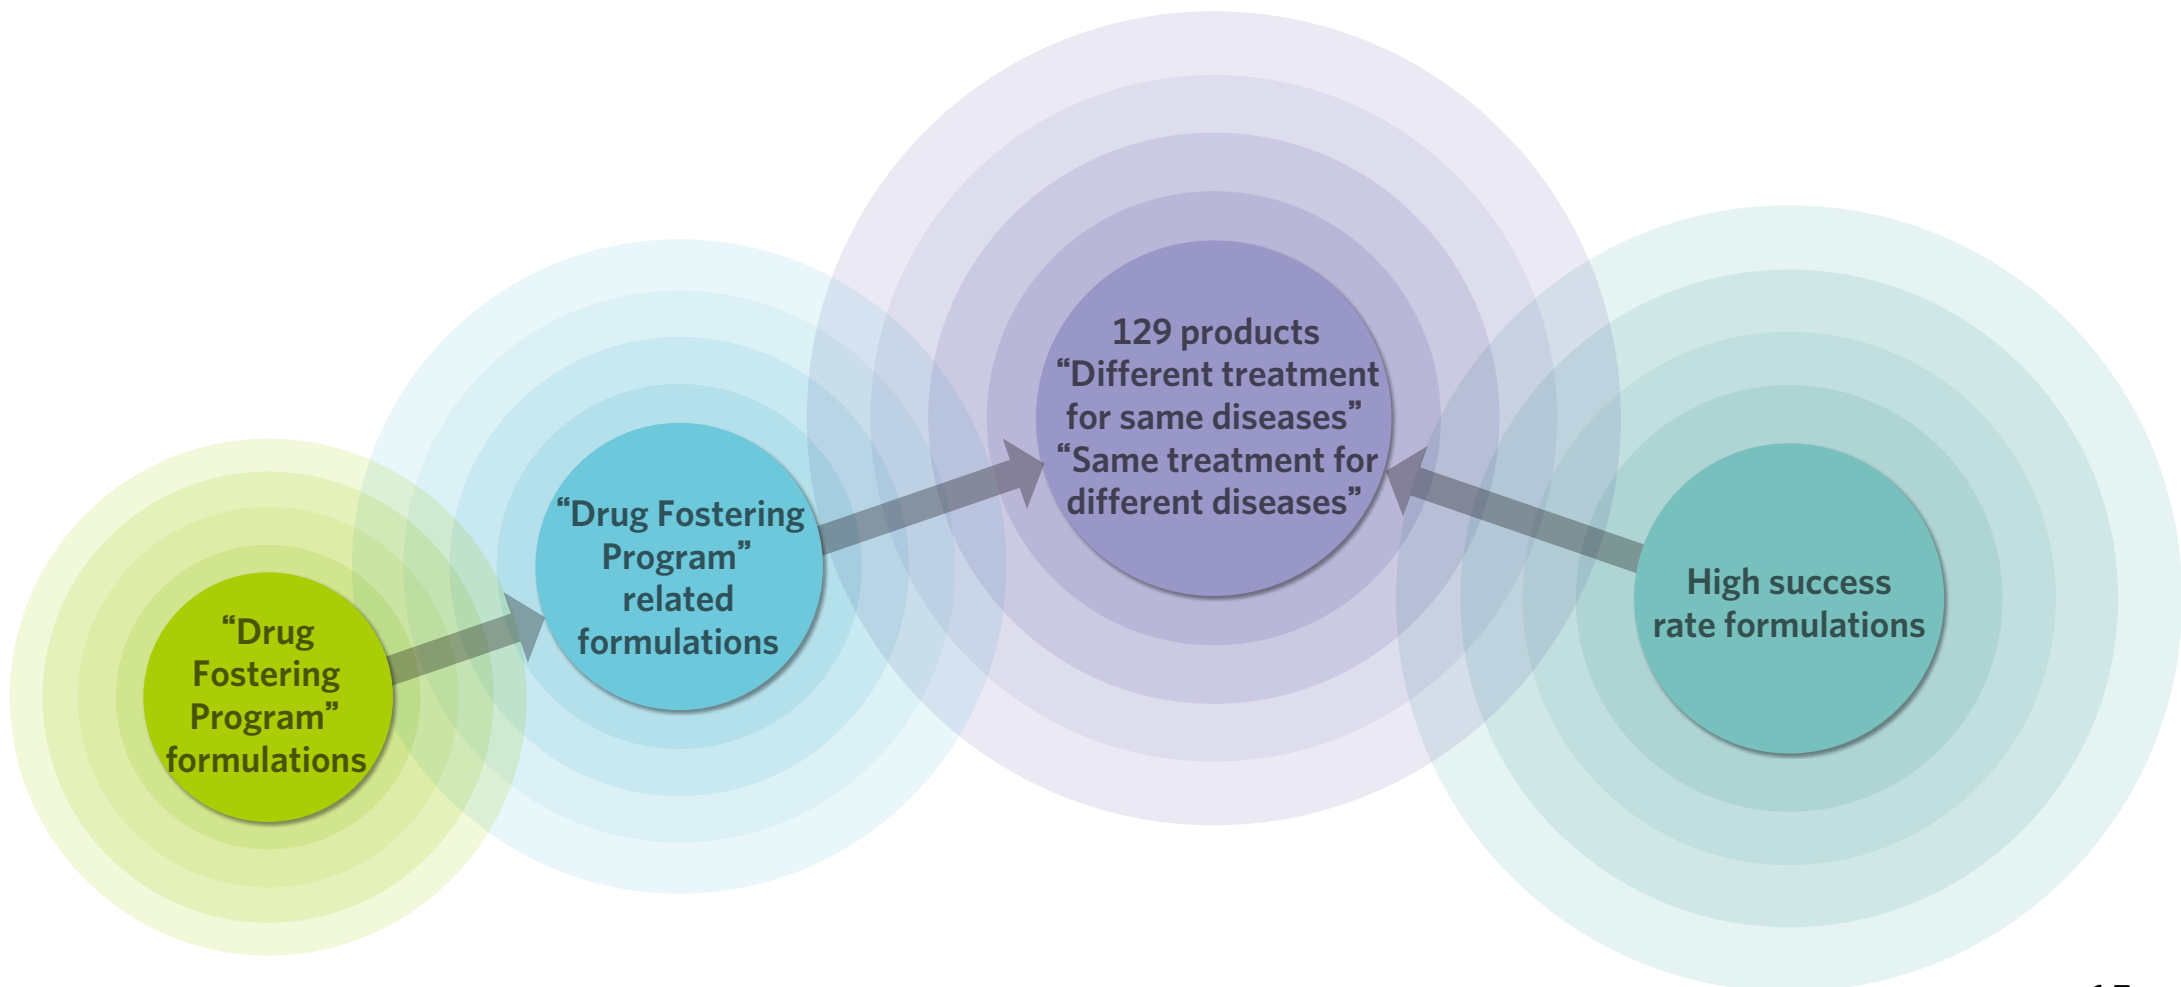 “Drug
Fostering
Program”
formulations
“Drug Fostering
Program”
related
formulations
129 products
“Different treatment
for same diseases”
“Same treatment for
different diseases”
High success
rate formulations